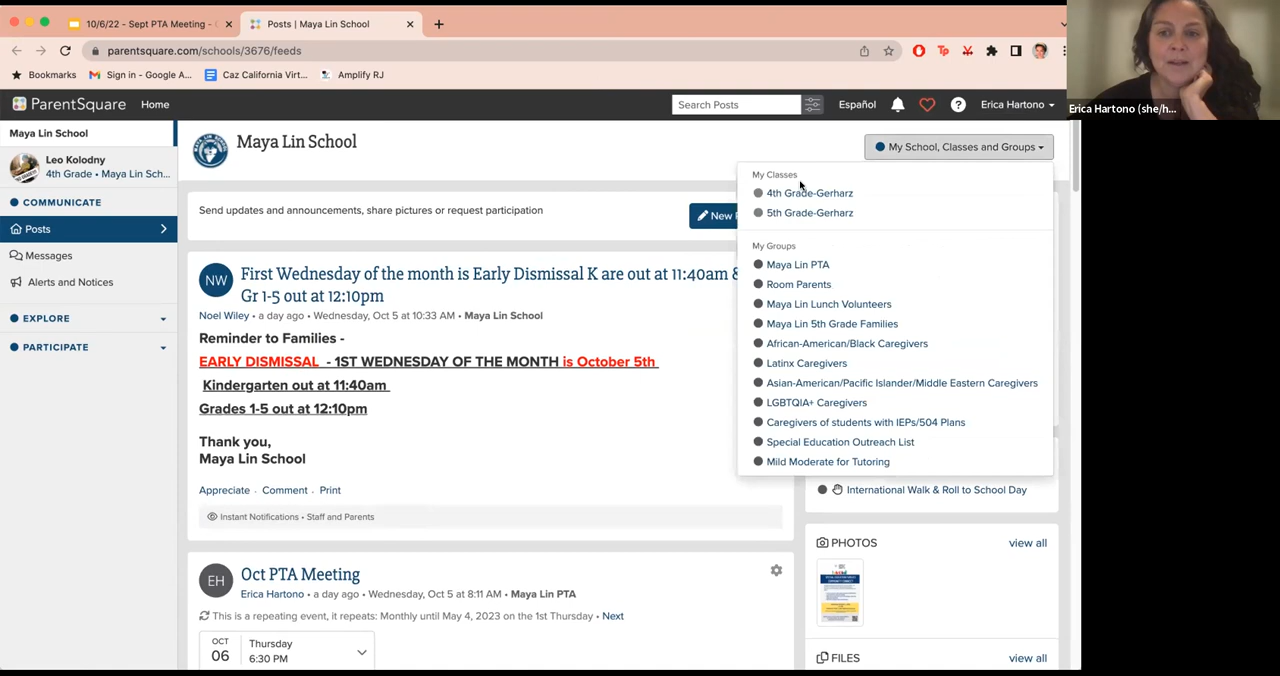 10/6/22 - Sept PTA Meeting -
Posts | Maya Lin School
parentsquare.com/schools/3676/feeds
Bookmarks
Sign in - Google A...
Caz California Virt...
Amplify RJ
ParentSquare
Home
Search Posts
Español
Erica Hartono
Erica Hartono (she/h...
Maya Lin School
Leo Kolodny
4th Grade • Maya Lin Sch...
COMMUNICATE
Posts
Messages
Alerts and Notices
EXPLORE
PARTICIPATE
Maya Lin School
My School, Classes and Groups
Send updates and announcements, share pictures or request participation
New
My Classes
4th Grade-Gerharz
5th Grade-Gerharz
My Groups
Maya Lin PTA
Room Parents
Maya Lin Lunch Volunteers
Maya Lin 5th Grade Families
African-American/Black Caregivers
Latinx Caregivers
Asian-American/Pacific Islander/Middle Eastern Caregivers
LGBTQIA+ Caregivers
Caregivers of students with IEPs/504 Plans
Special Education Outreach List
Mild Moderate for Tutoring
NW
First Wednesday of the month is Early Dismissal K are out at 11:40am &
Gr 1-5 out at 12:10pm
Noel Wiley • a day ago • Wednesday, Oct 5 at 10:33 AM • Maya Lin School
Reminder to Families -
EARLY DISMISSAL - 1ST WEDNESDAY OF THE MONTH is October 5th
Kindergarten out at 11:40am
Grades 1-5 out at 12:10pm
Thank you,
Maya Lin School
Appreciate . Comment . Print
Instant Notifications • Staff and Parents
EH
Oct PTA Meeting
Erica Hartono • a day ago • Wednesday, Oct 5 at 8:11 AM • Maya Lin PTA
This is a repeating event, it repeats: Monthly until May 4, 2023 on the 1st Thursday • Next
OCT
06
Thursday
6:30 PM
International Walk & Roll to School Day
PHOTOS
view all
FILES
view all